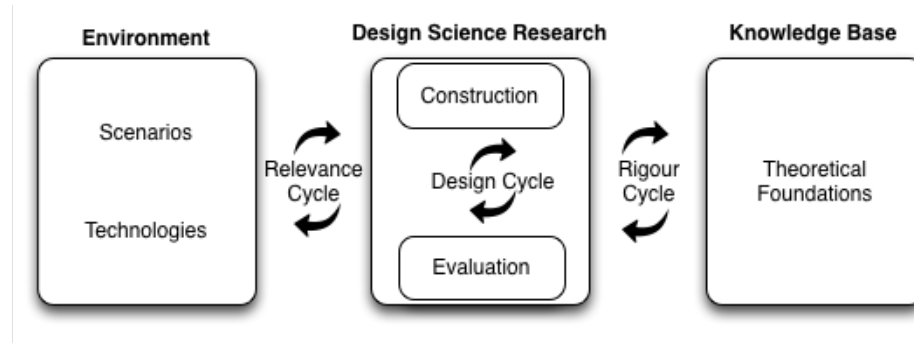 Environment
Design Science Research
Knowledge Base
Scenarios
Technologies
Relevance
Cycle
Construction
Design Cycle
Evaluation
Rigour
Cycle
Theoretical
Foundations